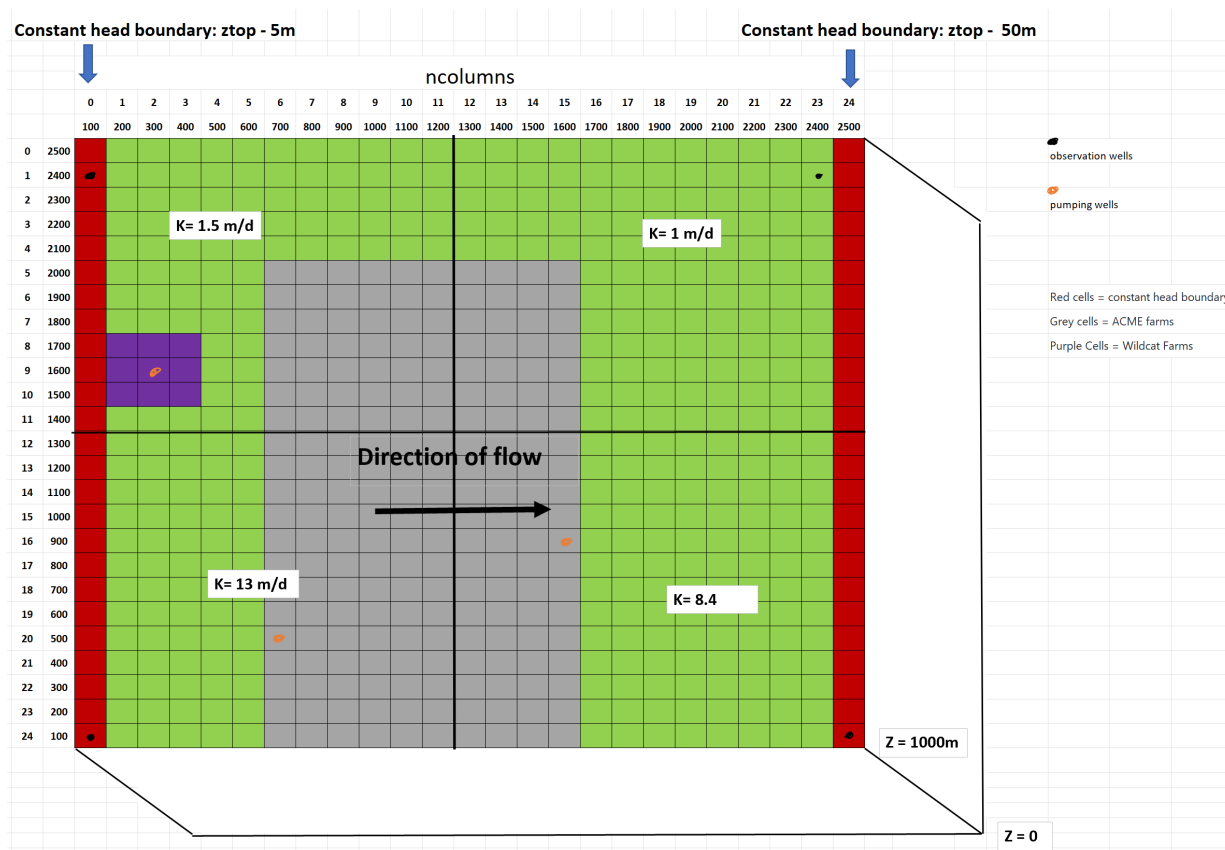 Constant head boundary: ztop - 5m
Constant head boundary: ztop - 50m
ncolumns
0 1 2 3 4 5 6 7 8 9 10 11 12 13 14 15 16 17 18 19 20 21 22 23 24
100 200 300 400 500 600 700 800 900 1000 1100 1200 1300 1400 1500 1600 1700 1800 1900 2000 2100 2200 2300 2400 2500
0 2500
1 2400
2 2300
3 2200
4 2100
5 2000
6 1900
7 1800
8 1700
9 1600
10 1500
11 1400
12 1300
13 1200
14 1100
15 1000
16 900
17 800
18 700
19 600
20 500
21 400
22 300
23 200
24 100
K= 1.5 m/d
K= 1 m/d
Direction of flow
K= 13 m/d
K= 8.4
observation wells
pumping wells
Red cells = constant head boundary
Grey cells = ACME farms
Purple Cells = Wildcat Farms
Z = 1000m
Z = 0